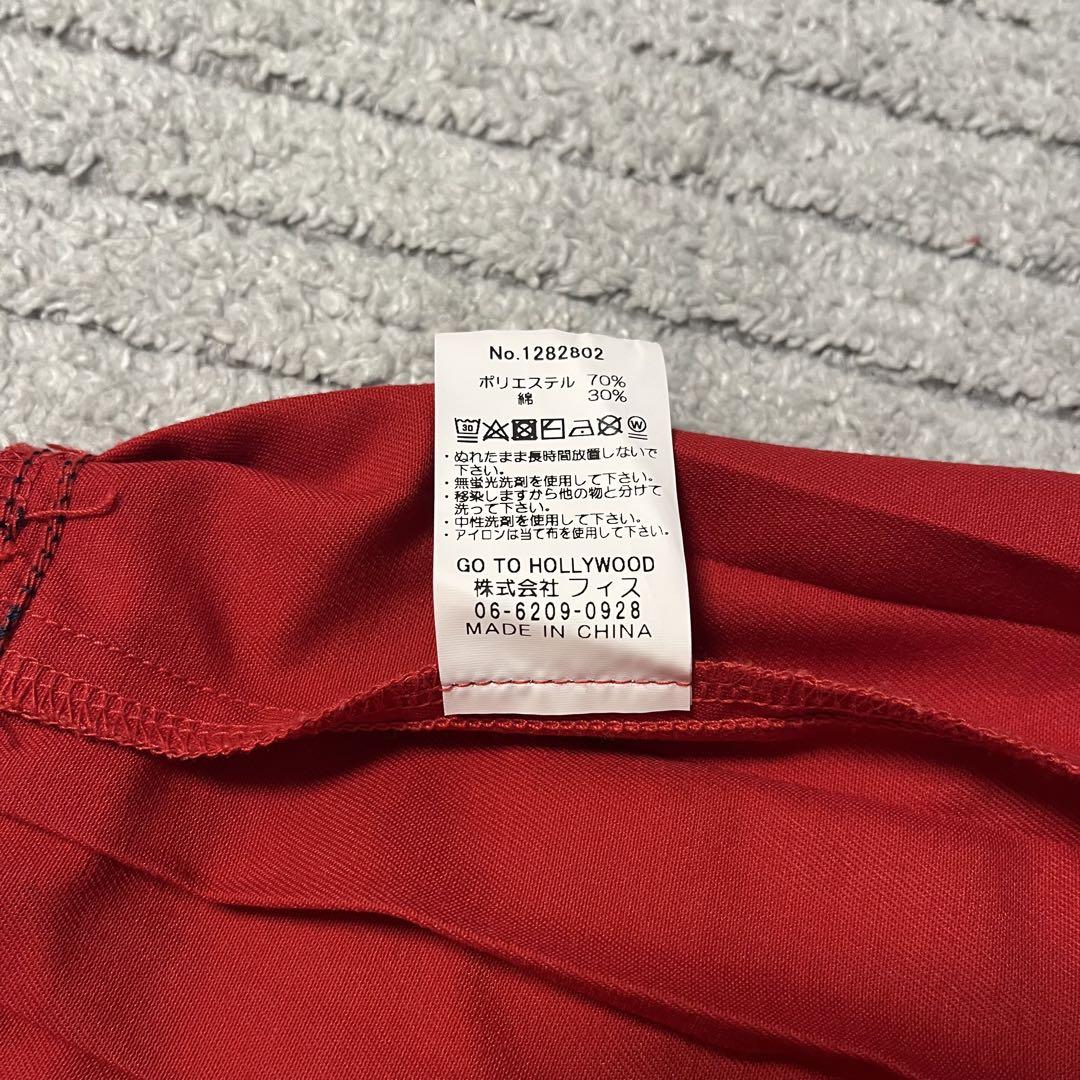 No.1282802
ポリエステル 70%
綿 30%
・ぬれたまま長時間放置しないで
下さい。
・無蛍光洗剤を使用して下さい。
・移染しますから他の物と分けて
洗って下さい。
・中性洗剤を使用して下さい。
・アイロンは当て布を使用して下さい。
GO TO HOLLYWOOD
株式会社 フィス
06-6209-0928
MADE IN CHINA